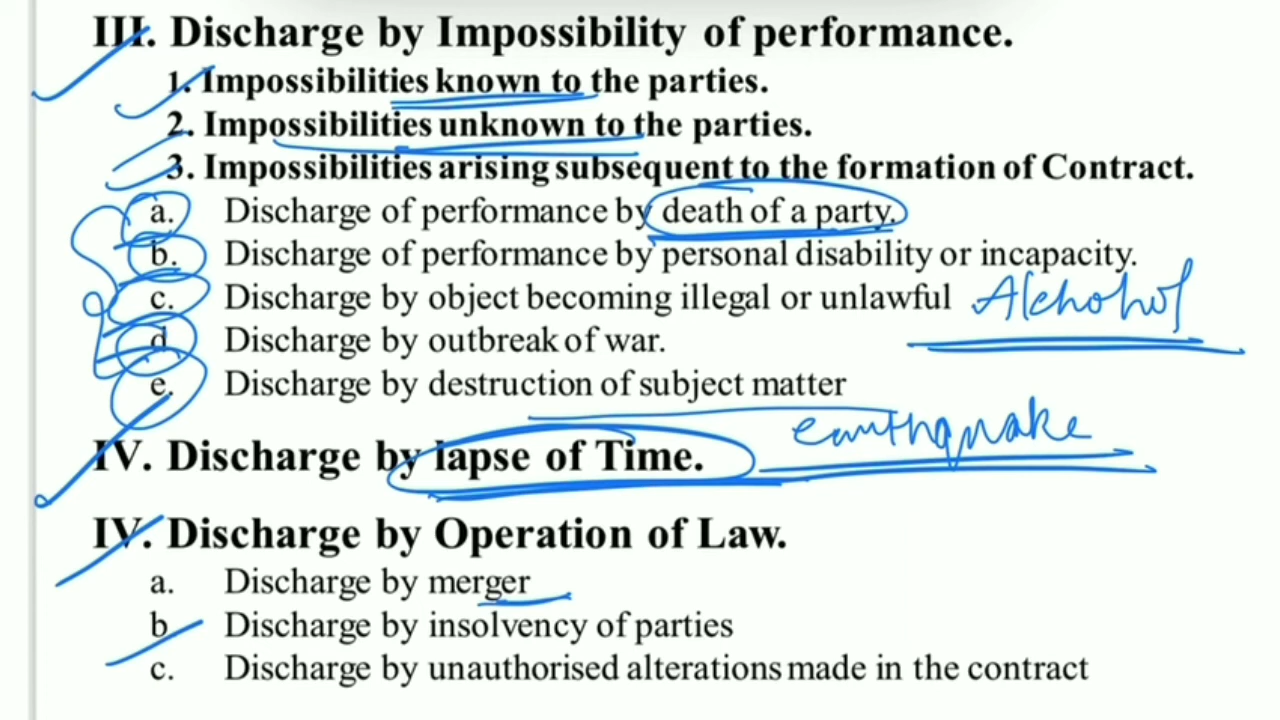 III. Discharge by Impossibility of performance.
1. Impossibilities known to the parties.
2. Impossibilities unknown to the parties.
3. Impossibilities arising subsequent to the formation of Contract.
a. Discharge of performance by death of a party.
b. Discharge of performance by personal disability or incapacity.
c. Discharge by object becoming illegal or unlawful Alchohol
d. Discharge by outbreak of war.
e. Discharge by destruction of subject matter
earthquake
IV. Discharge by lapse of Time.
IV. Discharge by Operation of Law.
a. Discharge by merger
b. Discharge by insolvency of parties
c. Discharge by unauthorised alterations made in the contract